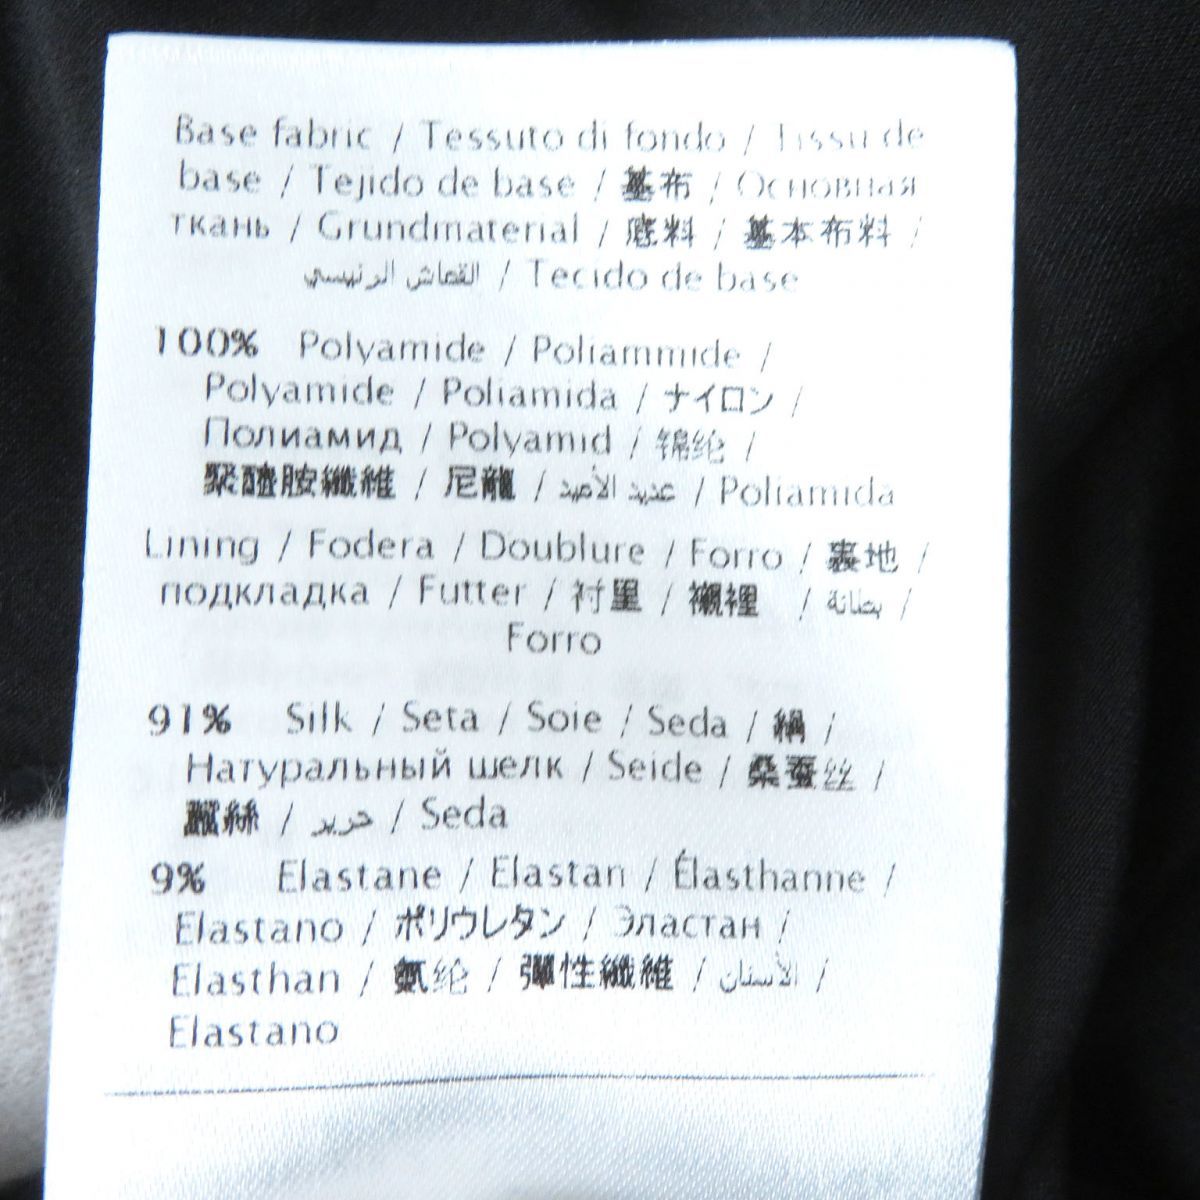 Base fabric / Tessuto di fondo / Tissu de
base / Tejido de base / 基布 / Основная
ткань / Grundmaterial / 底料 / 基本布料 /
القماش الرئيسي / Tecido de base
100% Polyamide / Poliammide /
Polyamide / Poliamida / ナイロン /
Полиамид / Polyamid / 锦纶 /
聚醯胺纖維 / 尼龍 / عديد الأميد / Poliamida
Lining / Fodera / Doublure / Forro / 裏地 /
подкладка / Futter / 衬里 / 襯裡 / بطانة /
Forro
91% Silk / Seta / Soie / Seda / 絹 /
Натуральный шелк / Seide / 桑蚕丝 /
蠶絲 / حرير / Seda
9% Elastane / Elastan / Élasthanne /
Elastano / ポリウレタン / Эластан /
Elasthan / 氨纶 / 彈性纖維 / الأستان /
Elastano